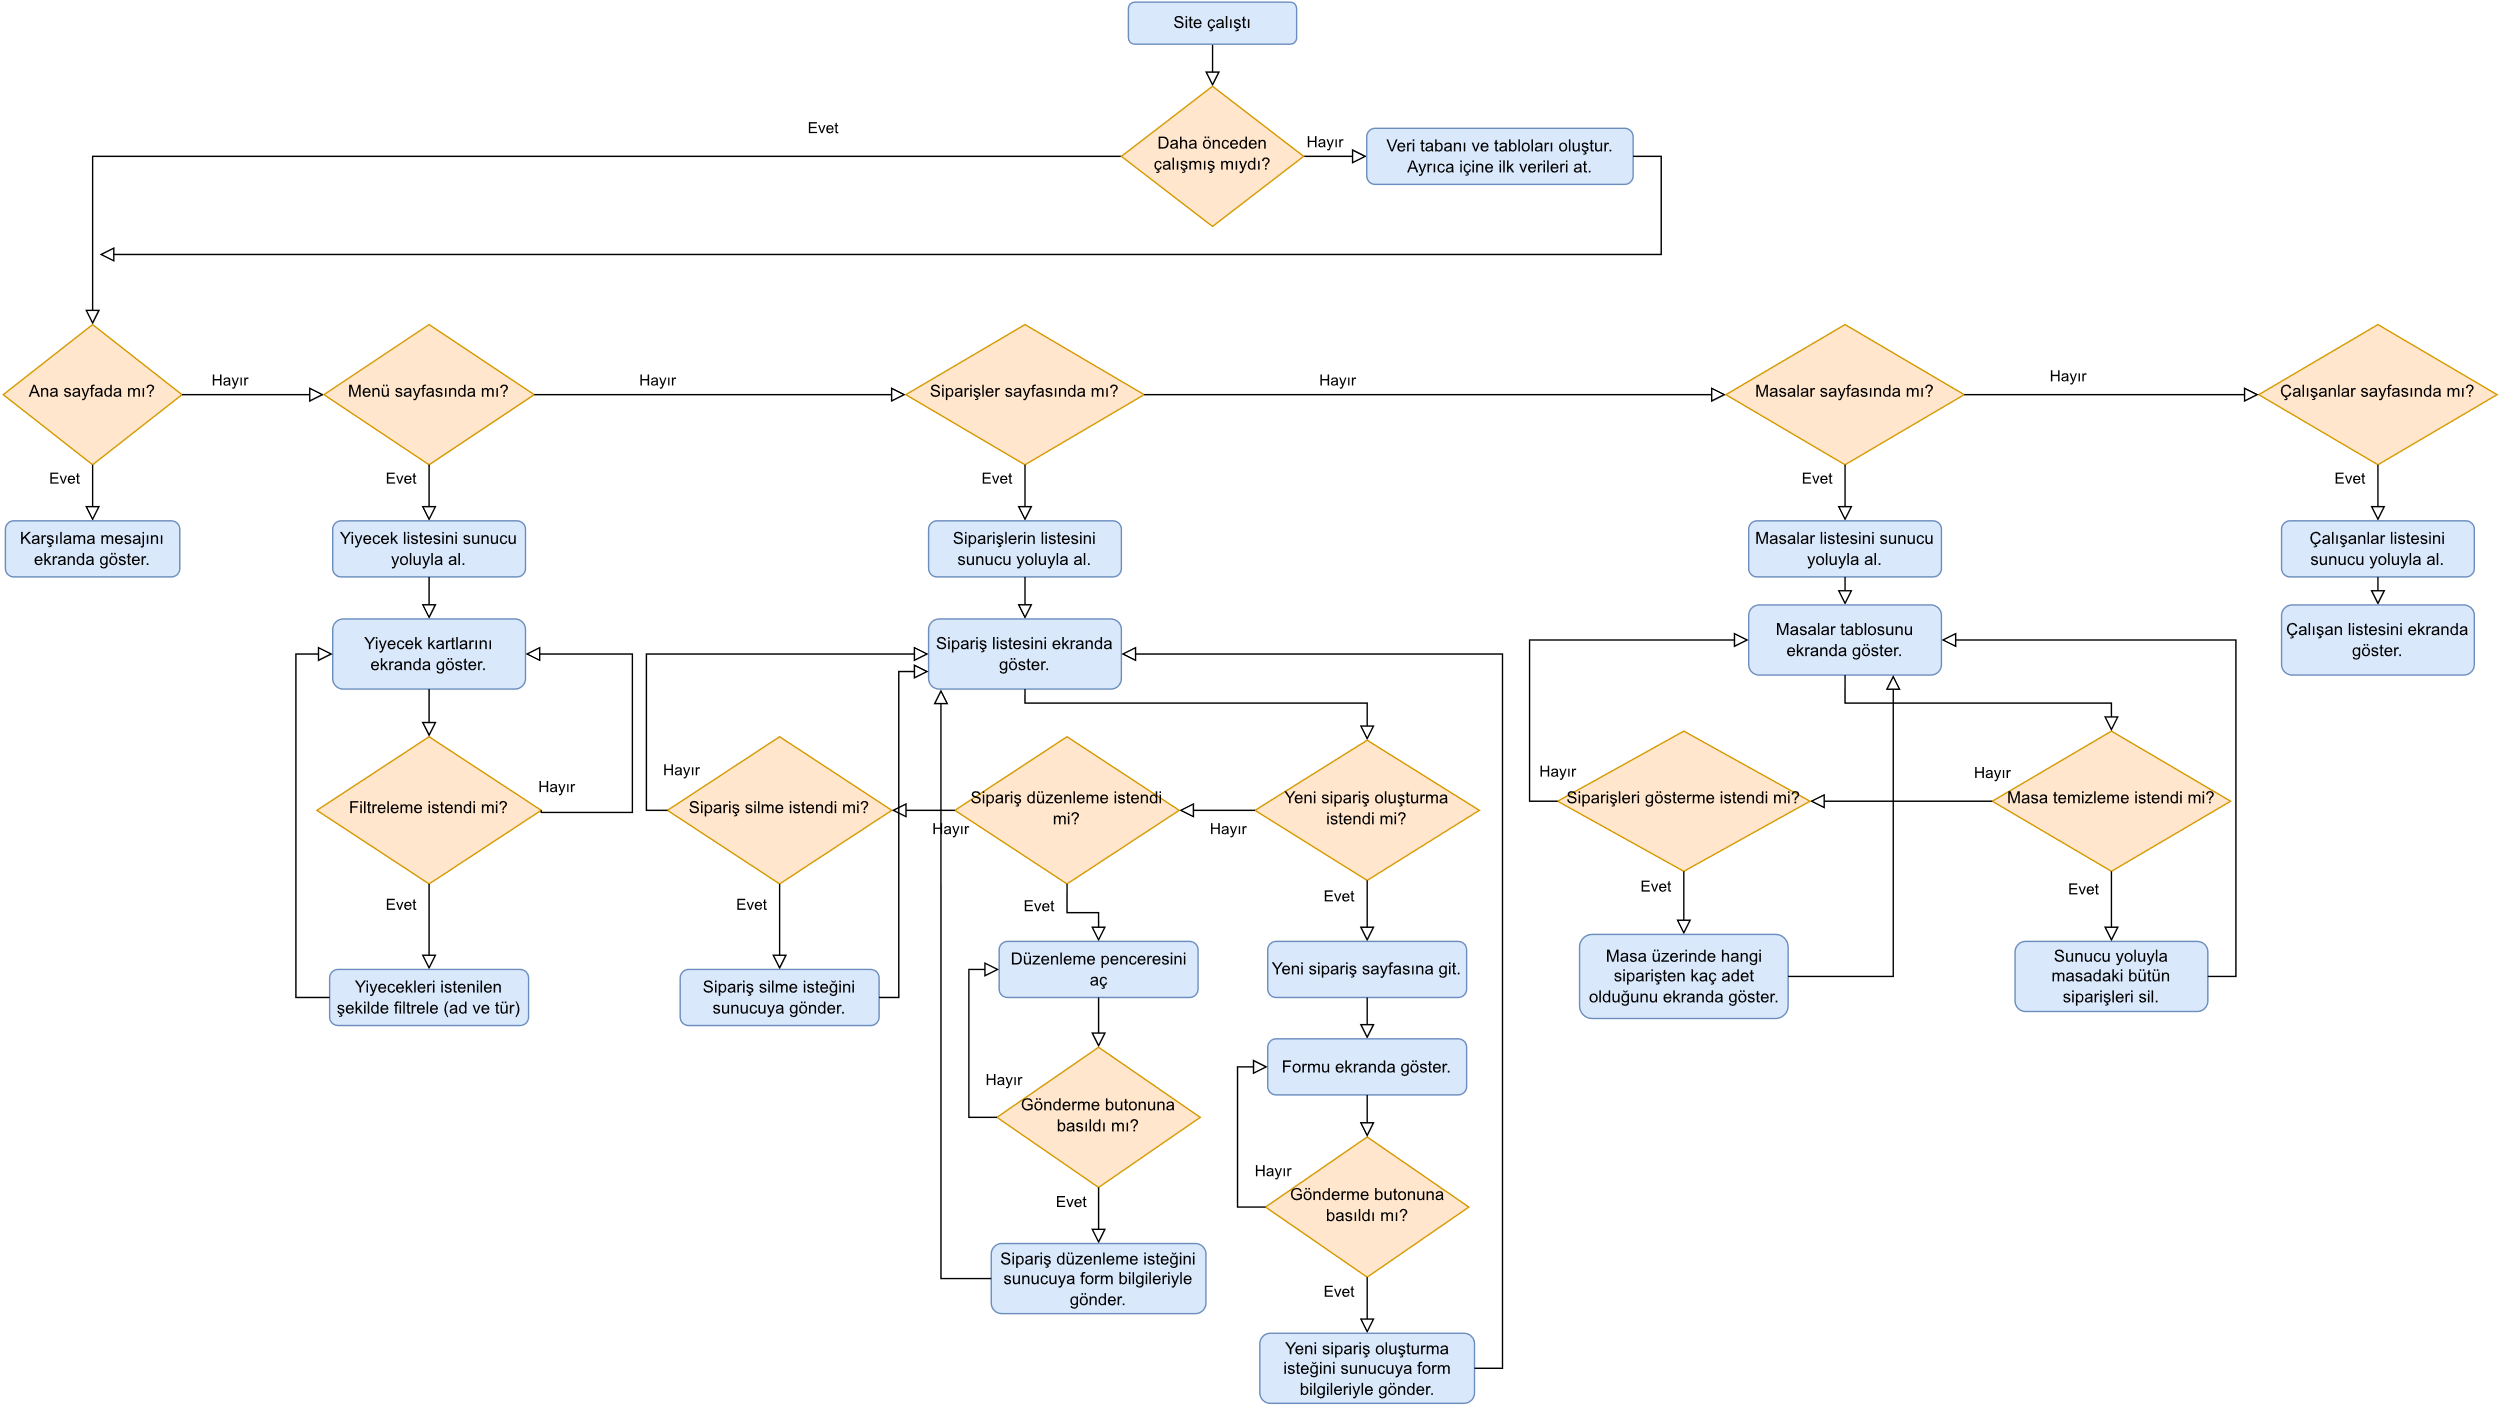 Site çalıştı
Evet
Daha önceden
çalışmış mıydı?
Hayır
Veri tabanı ve tabloları oluştur.
Ayrıca içine ilk verileri at.
Ana sayfada mı?
Hayır
Menü sayfasında mı?
Hayır
Siparişler sayfasında mı?
Hayır
Masalar sayfasında mı?
Hayır
Çalışanlar sayfasında mı?
Evet
Evet
Evet
Evet
Evet
Karşılama mesajını
ekranda göster.
Yiyecek listesini sunucu
yoluyla al.
Siparişlerin listesini
sunucu yoluyla al.
Masalar listesini sunucu
yoluyla al.
Çalışanlar listesini
sunucu yoluyla al.
Yiyecek kartlarını
ekranda göster.
Sipariş listesini ekranda
göster.
Masalar tablosunu
ekranda göster.
Çalışan listesini ekranda
göster.
Filtreleme istendi mi?
Hayır
Hayır
Sipariş silme istendi mi?
Hayır
Sipariş düzenleme istendi
mi?
Hayır
Yeni sipariş oluşturma
istendi mi?
Hayır
Siparişleri gösterme istendi mi?
Hayır
Masa temizleme istendi mi?
Evet
Evet
Evet
Evet
Evet
Evet
Yiyecekleri istenilen
şekilde filtrele (ad ve tür)
Sipariş silme isteğini
sunucuya gönder.
Düzenleme penceresini
aç
Yeni sipariş sayfasına git.
Masa üzerinde hangi
siparişten kaç adet
olduğunu ekranda göster.
Sunucu yoluyla
masadaki bütün
siparişleri sil.
Formu ekranda göster.
Hayır
Gönderme butonuna
basıldı mı?
Hayır
Gönderme butonuna
basıldı mı?
Evet
Evet
Sipariş düzenleme isteğini
sunucuya form bilgileriyle
gönder.
Yeni sipariş oluşturma
isteğini sunucuya form
bilgileriyle gönder.